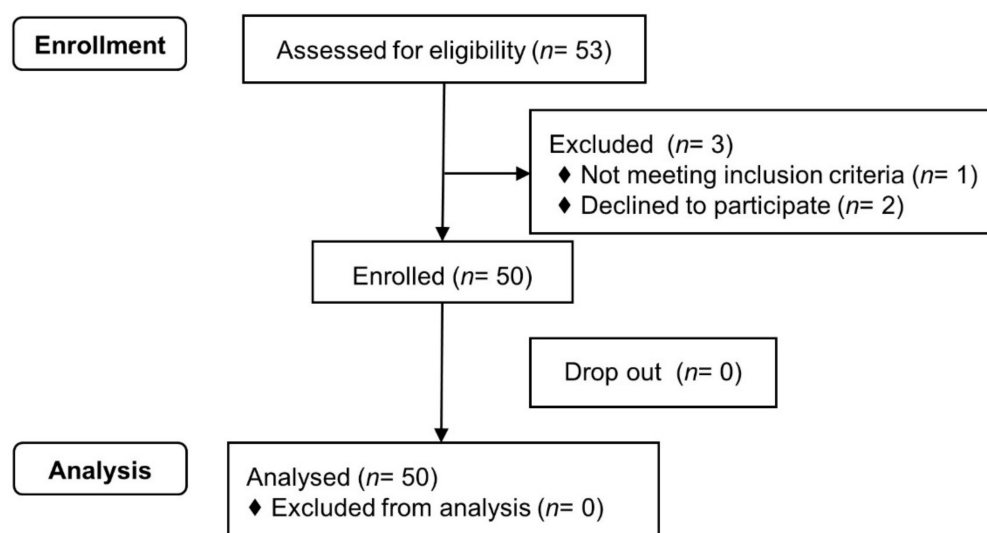 Enrollment
Assessed for eligibility (n= 53)
Excluded (n= 3)
♦ Not meeting inclusion criteria (n= 1)
♦ Declined to participate (n= 2)
Enrolled (n= 50)
Drop out (n= 0)
Analysis
Analysed (n= 50)
♦ Excluded from analysis (n= 0)